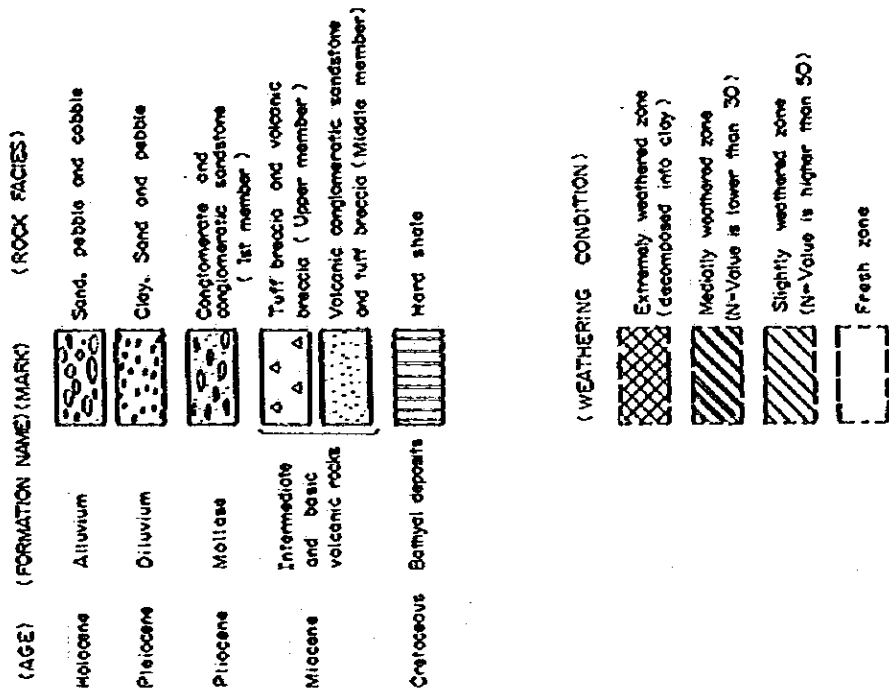 (AGE) (FORMATION NAME) (MARK) (ROCK FACIES)
Holocene Alluvium Sand, pebble and cobble
Pleiocene Diluvium Clay, Sand and pebble
Pliocene Mollase Conglomerate and
conglomeratic sandstone
(1st member)
Miocene Intermediate
and basic
volcanic rocks
Tuff breccia and volcanic
breccia (Upper member)
Volcanic conglomeratic sandstone
and tuff breccia (Middle member)
Cretaceous Bathyal deposits Hard shale
(WEATHERING CONDITION)
Extremely weathered zone
(decomposed into clay)
Medially weathered zone
(N-Value is lower than 30)
Slightly weathered zone
(N-Value is higher than 50)
Fresh zone